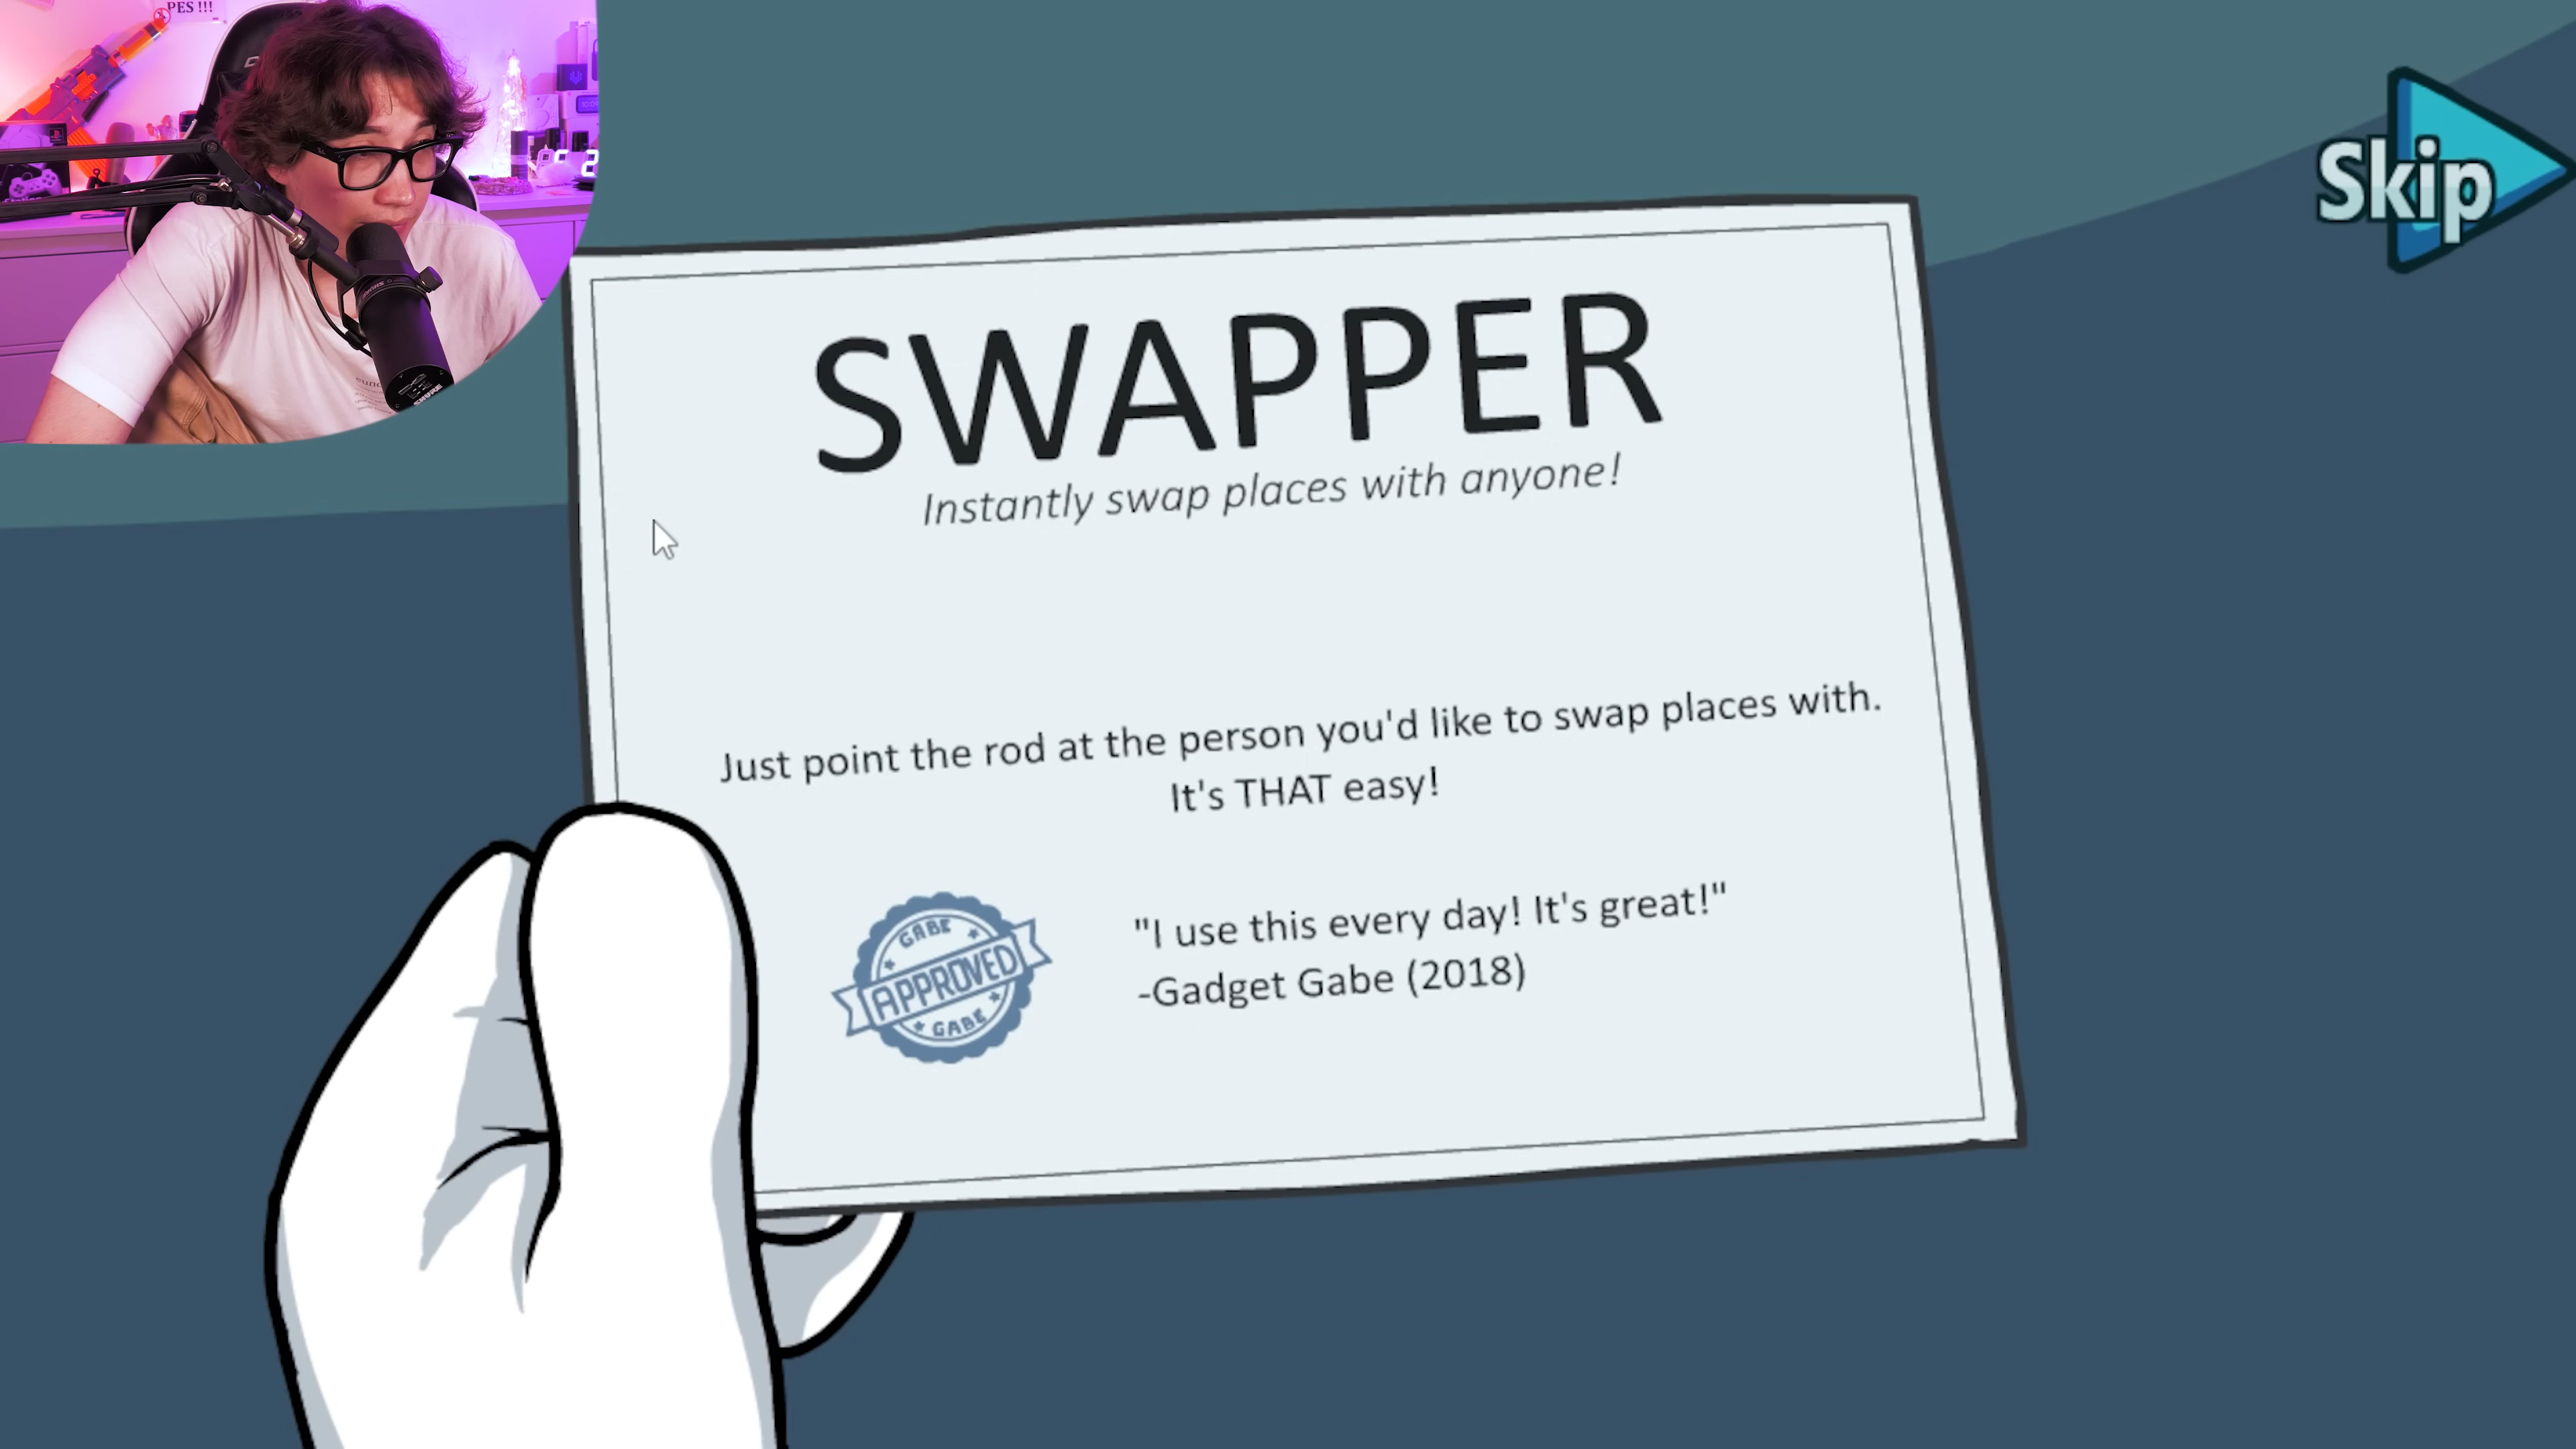 PES !!!
Skip
SWAPPER
Instantly swap places with anyone!
Just point the rod at the person you'd like to swap places with.
It's THAT easy!
GABE
APPROVED
GABE
"I use this every day! It's great!"
-Gadget Gabe (2018)